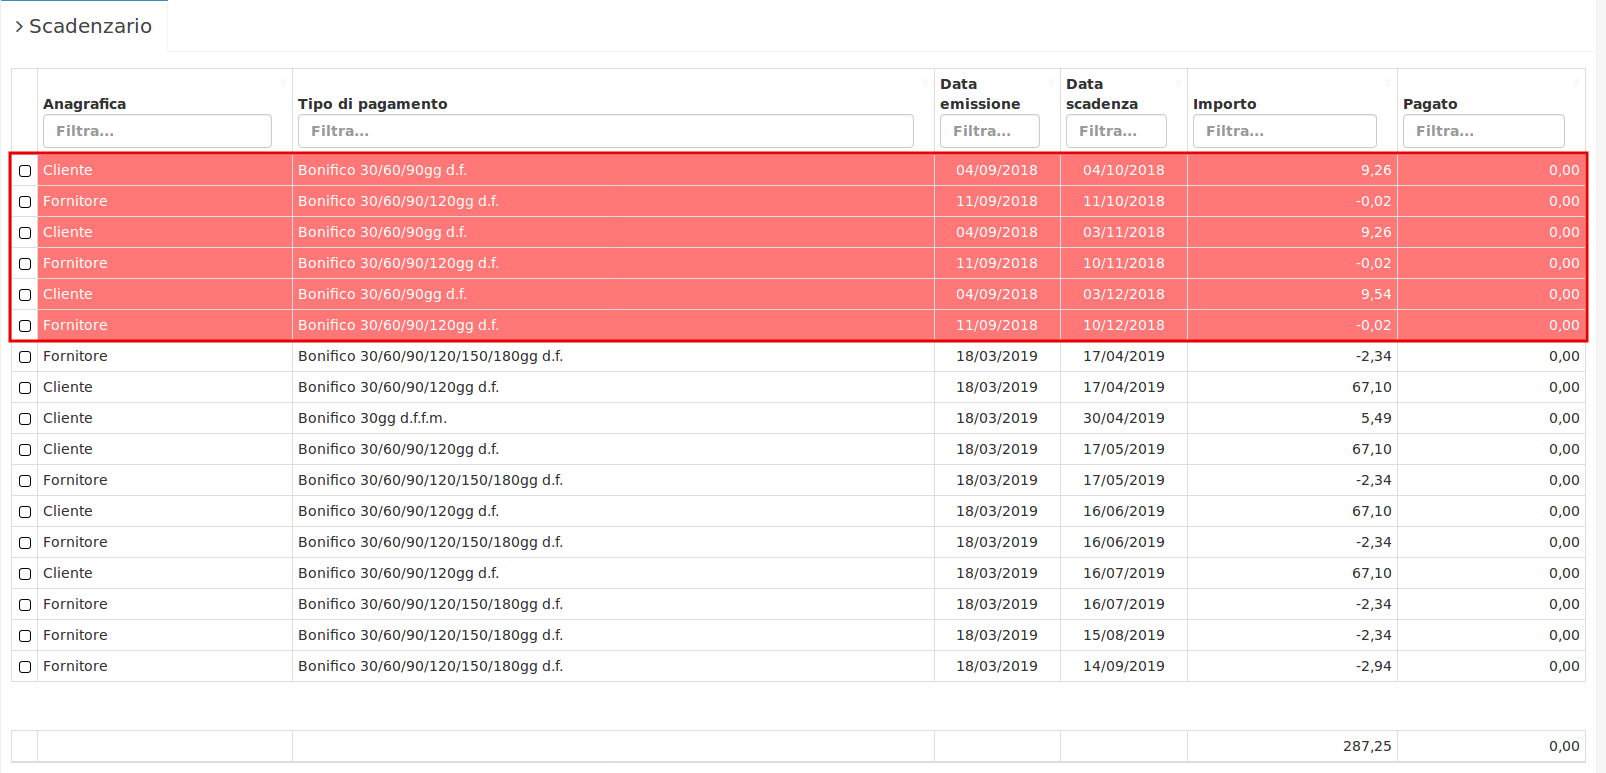 > Scadenzario
Anagrafica Tipo di pagamento Data emissione Data scadenza Importo Pagato
Filtra... Filtra... Filtra... Filtra... Filtra... Filtra...
Cliente Bonifico 30/60/90gg d.f. 04/09/2018 04/10/2018 9,26 0,00
Fornitore Bonifico 30/60/90/120gg d.f. 11/09/2018 11/10/2018 -0,02 0,00
Cliente Bonifico 30/60/90gg d.f. 04/09/2018 03/11/2018 9,26 0,00
Fornitore Bonifico 30/60/90/120gg d.f. 11/09/2018 10/11/2018 -0,02 0,00
Cliente Bonifico 30/60/90gg d.f. 04/09/2018 03/12/2018 9,54 0,00
Fornitore Bonifico 30/60/90/120gg d.f. 11/09/2018 10/12/2018 -0,02 0,00
Fornitore Bonifico 30/60/90/120/150/180gg d.f. 18/03/2019 17/04/2019 -2,34 0,00
Cliente Bonifico 30/60/90/120gg d.f. 18/03/2019 17/04/2019 67,10 0,00
Cliente Bonifico 30gg d.f.f.m. 18/03/2019 30/04/2019 5,49 0,00
Cliente Bonifico 30/60/90/120gg d.f. 18/03/2019 17/05/2019 67,10 0,00
Fornitore Bonifico 30/60/90/120/150/180gg d.f. 18/03/2019 17/05/2019 -2,34 0,00
Cliente Bonifico 30/60/90/120gg d.f. 18/03/2019 16/06/2019 67,10 0,00
Fornitore Bonifico 30/60/90/120/150/180gg d.f. 18/03/2019 16/06/2019 -2,34 0,00
Cliente Bonifico 30/60/90/120gg d.f. 18/03/2019 16/07/2019 67,10 0,00
Fornitore Bonifico 30/60/90/120/150/180gg d.f. 18/03/2019 16/07/2019 -2,34 0,00
Fornitore Bonifico 30/60/90/120/150/180gg d.f. 18/03/2019 15/08/2019 -2,34 0,00
Fornitore Bonifico 30/60/90/120/150/180gg d.f. 18/03/2019 14/09/2019 -2,94 0,00
287,25 0,00